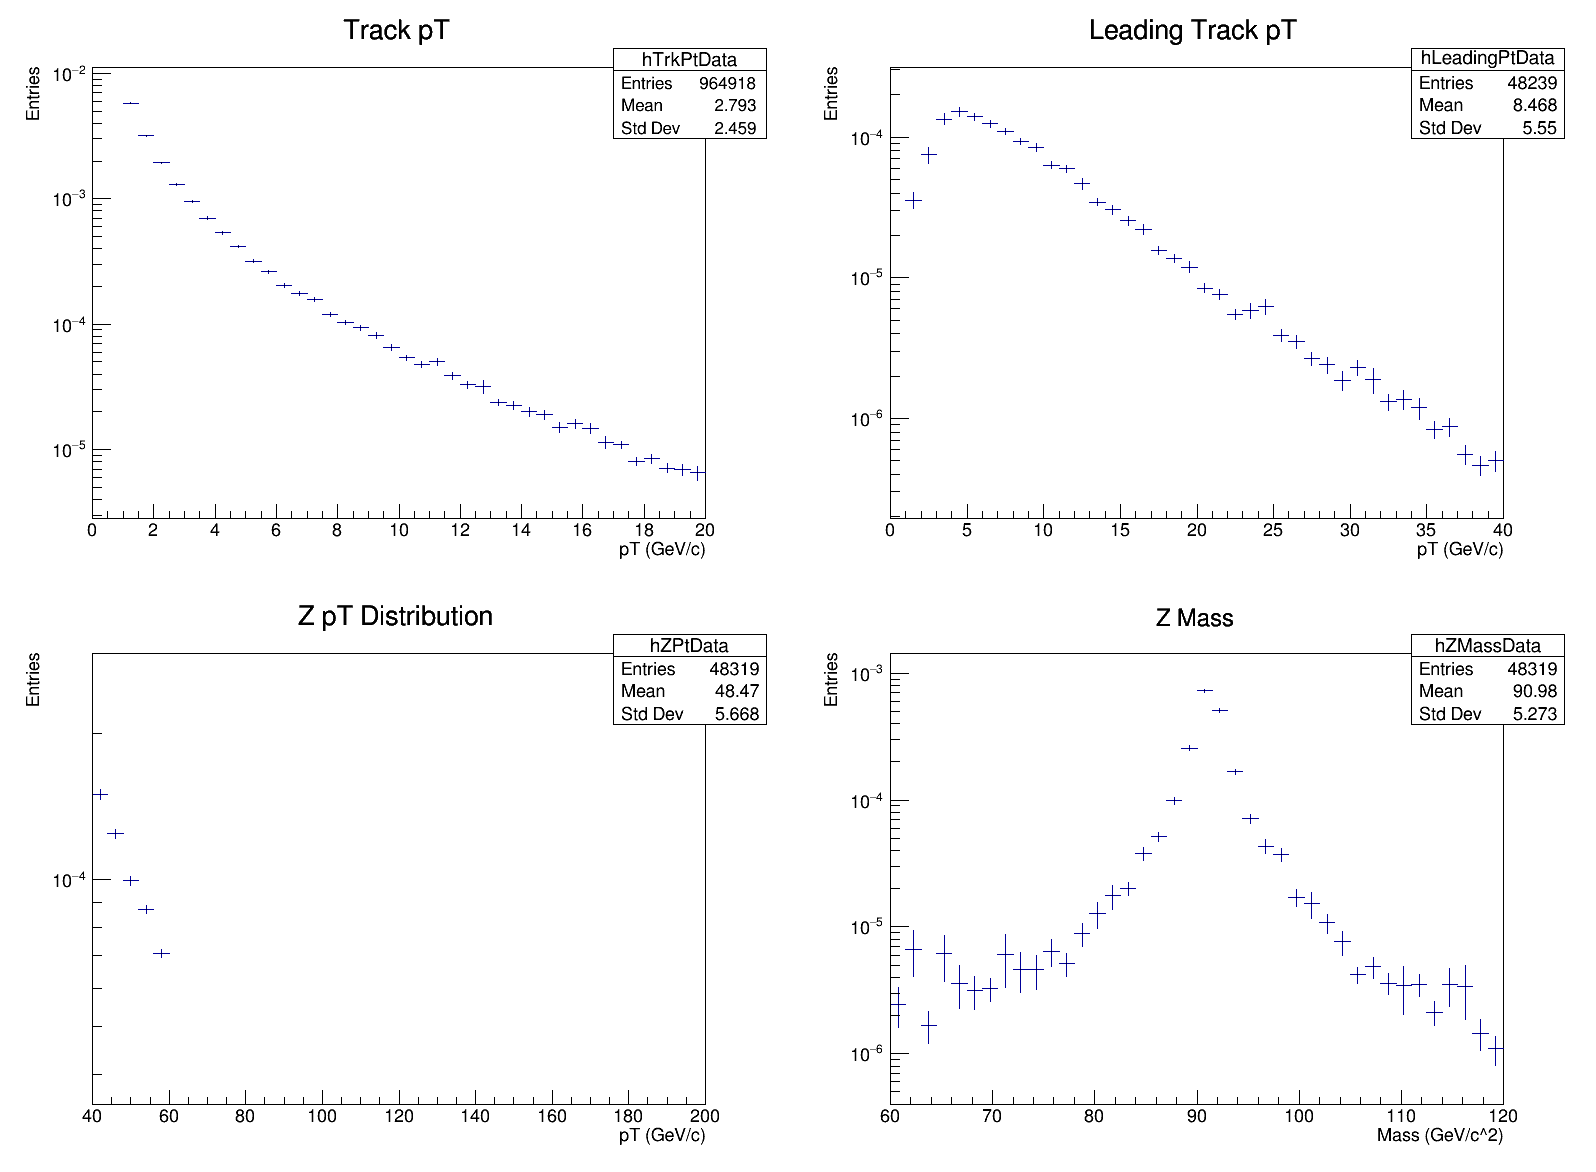 Track pT
Entries
hTrkPtData
Entries 964918
Mean 2.793
Std Dev 2.459
10⁻²
10⁻³
10⁻⁴
10⁻⁵
0 2 4 6 8 10 12 14 16 18 20
pT (GeV/c)
Leading Track pT
Entries
hLeadingPtData
Entries 48239
Mean 8.468
Std Dev 5.55
10⁻⁴
10⁻⁵
10⁻⁶
0 5 10 15 20 25 30 35 40
pT (GeV/c)
Z pT Distribution
Entries
hZPtData
Entries 48319
Mean 48.47
Std Dev 5.668
10⁻⁴
40 60 80 100 120 140 160 180 200
pT (GeV/c)
Z Mass
Entries
hZMassData
Entries 48319
Mean 90.98
Std Dev 5.273
10⁻³
10⁻⁴
10⁻⁵
10⁻⁶
60 70 80 90 100 110 120
Mass (GeV/c^2)